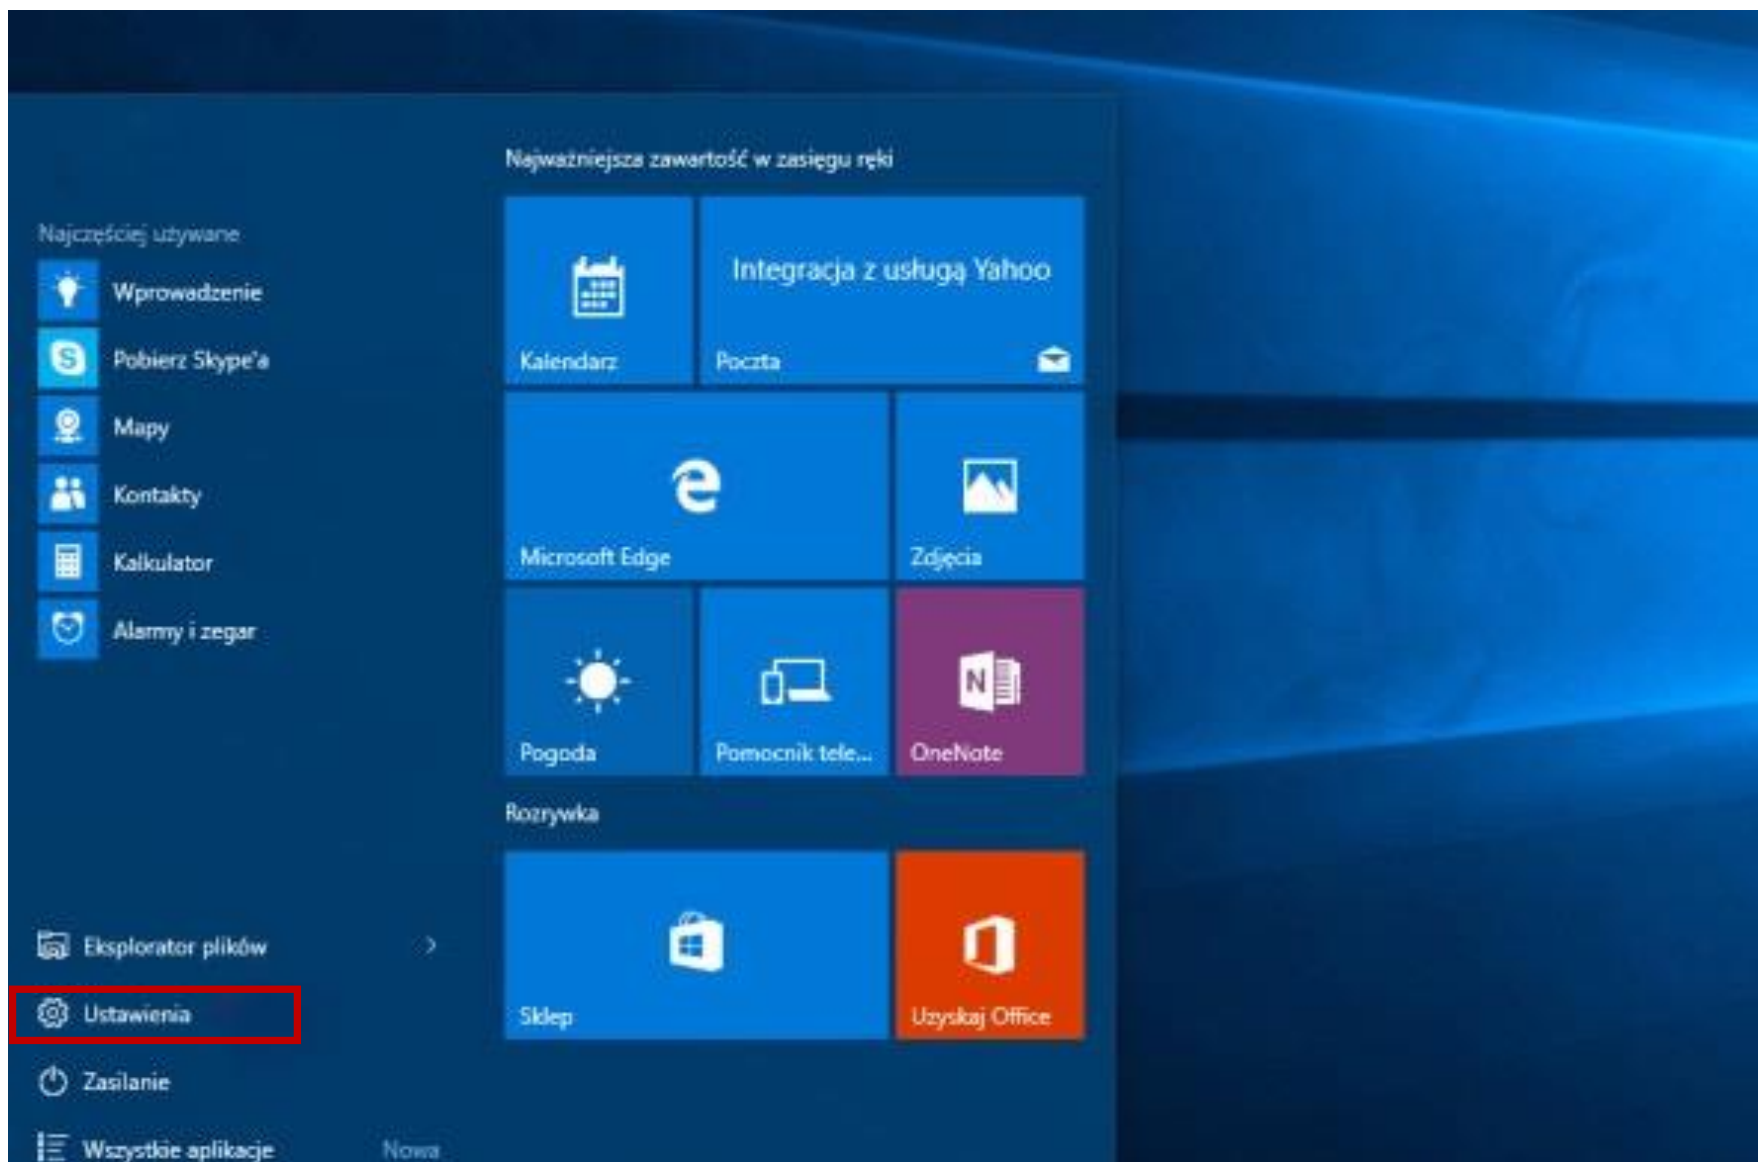 Najczęściej używane
Wprowadzenie
Pobierz Skype'a
Mapy
Kontakty
Kalkulator
Alarmy i zegar
Eksplorator plików
Ustawienia
Zasilanie
Wszystkie aplikacje Nowa
Najważniejsza zawartość w zasięgu ręki
Kalendarz
Integracja z usługą Yahoo
Poczta
Microsoft Edge
Zdjęcia
Pogoda
Pomocnik tele...
OneNote
Rozrywka
Sklep
Uzyskaj Office